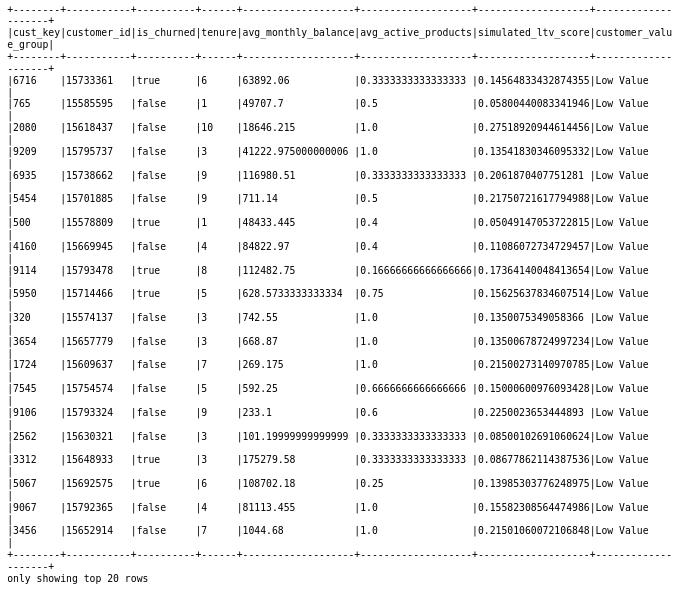 +--------+-----------+----------+------+-------------------+-------------------+-------------------+-------------
-------+
|cust_key|customer_id|is_churned|tenure|avg_monthly_balance|avg_active_products|simulated_ltv_score|customer_valu
e_group|
+--------+-----------+----------+------+-------------------+-------------------+-------------------+-------------
-------+
|6716    |15733361   |true      |6     |63892.06           |0.3333333333333333 |0.14564833432874355|Low Value
|
|765     |15585595   |false     |1     |49707.7            |0.5                |0.05800440083341946|Low Value
|
|2080    |15618437   |false     |10    |18646.215          |1.0                |0.27518920944614456|Low Value
|
|9209    |15795737   |false     |3     |41222.975000000006 |1.0                |0.13541830346095332|Low Value
|
|6935    |15738662   |false     |9     |116980.51          |0.3333333333333333 |0.2061870407751281 |Low Value
|
|5454    |15701885   |false     |9     |711.14             |0.5                |0.21750721617794988|Low Value
|
|500     |15578809   |true      |1     |48433.445          |0.4                |0.05049147053722815|Low Value
|
|4160    |15669945   |false     |4     |84822.97           |0.4                |0.11086072734729457|Low Value
|
|9114    |15793478   |true      |8     |112482.75          |0.16666666666666666|0.17364140048413654|Low Value
|
|5950    |15714466   |true      |5     |628.5733333333334  |0.75               |0.15625637834607514|Low Value
|
|320     |15574137   |false     |3     |742.55             |1.0                |0.1350075349058366 |Low Value
|
|3654    |15657779   |false     |3     |668.87             |1.0                |0.13500678724997234|Low Value
|
|1724    |15609637   |false     |7     |269.175            |1.0                |0.21500273140970785|Low Value
|
|7545    |15754574   |false     |5     |592.25             |0.6666666666666666 |0.15000600976093428|Low Value
|
|9106    |15793324   |false     |9     |233.1              |0.6                |0.2250023653444893 |Low Value
|
|2562    |15630321   |false     |3     |101.19999999999999 |0.3333333333333333 |0.08500102691060624|Low Value
|
|3312    |15648933   |true      |3     |175279.58          |0.3333333333333333 |0.08677862114387536|Low Value
|
|5067    |15692575   |true      |6     |108702.18          |0.25               |0.13985303776248975|Low Value
|
|9067    |15792365   |false     |4     |81113.455          |1.0                |0.15582308564474986|Low Value
|
|3456    |15652914   |false     |7     |1044.68            |1.0                |0.21501060072106848|Low Value
|
+--------+-----------+----------+------+-------------------+-------------------+-------------------+-------------
-------+
only showing top 20 rows